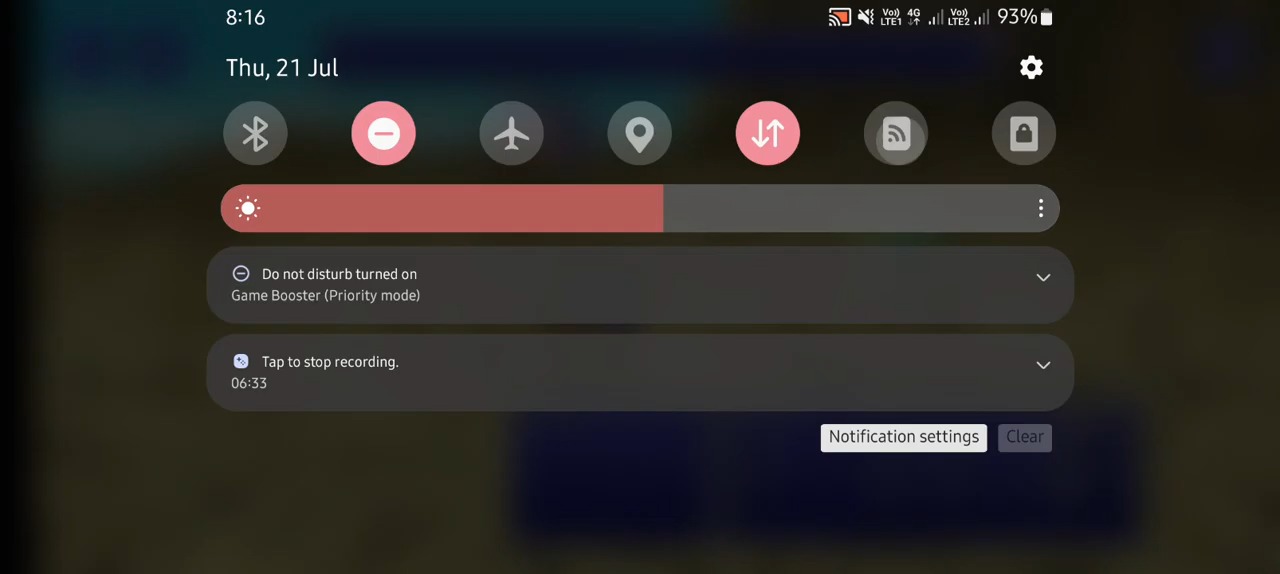 8:16
Vo)) LTE1 4G Vo)) LTE2 93%
Thu, 21 Jul
Do not disturb turned on
Game Booster (Priority mode)
Tap to stop recording.
06:33
Notification settings Clear